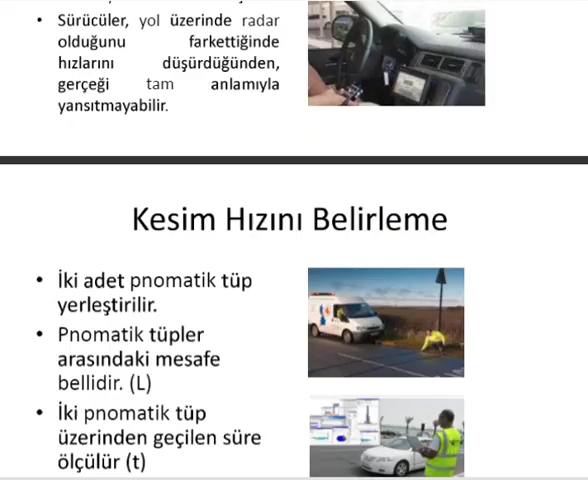 • Sürücüler, yol üzerinde radar
olduğunu farkettiğinde
hızlarını düşürdüğünden,
gerçeği tam anlamıyla
yansıtmayabilir.
Kesim Hızını Belirleme
• İki adet pnomatik tüp
yerleştirilir.
• Pnomatik tüpler
arasındaki mesafe
bellidir. (L)
• İki pnomatik tüp
üzerinden geçilen süre
ölçülür (t)